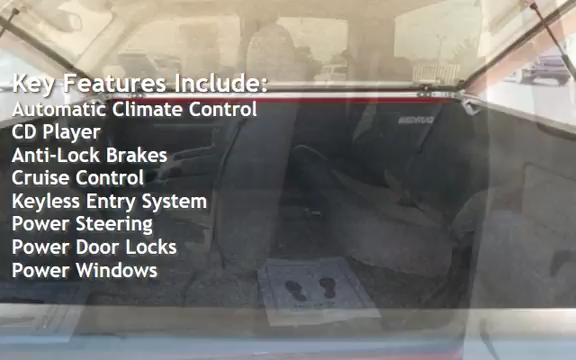 Key Features Include:
Automatic Climate Control
CD Player
Anti-Lock Brakes
Cruise Control
Keyless Entry System
Power Steering
Power Door Locks
Power Windows
BEDRUG